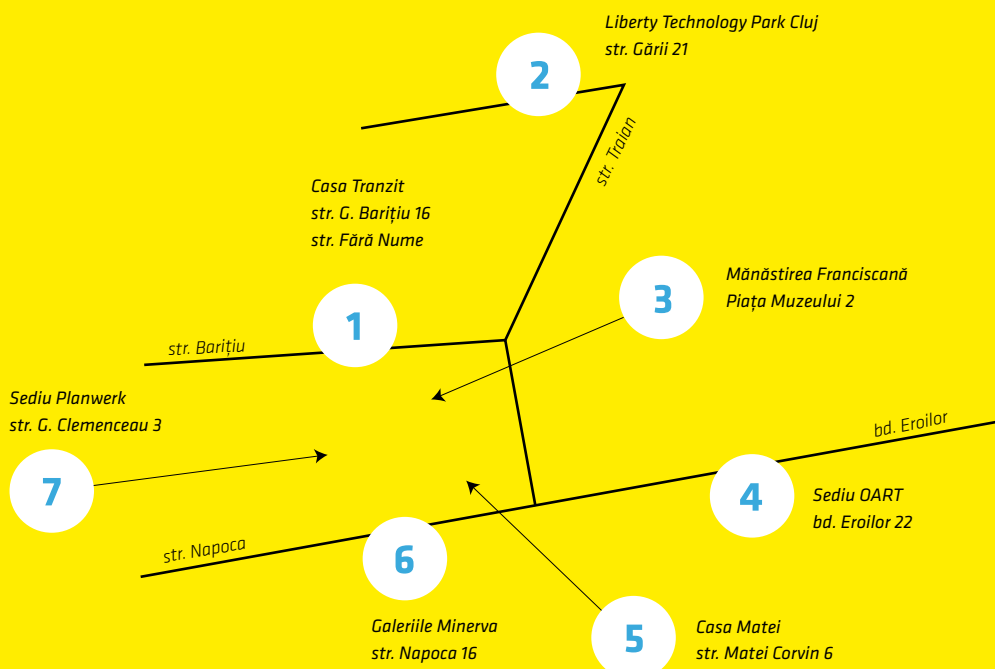 Liberty Technology Park Cluj
str. Gării 21
2
str. Traian
Casa Tranzit
str. G. Barițiu 16
str. Fără Nume
Mănăstirea Franciscană
Piața Muzeului 2
3
1
str. Barițiu
Sediu Planwerk
str. G. Clemenceau 3
7
bd. Eroilor
4
Sediu OART
bd. Eroilor 22
str. Napoca
6
Galeriile Minerva
str. Napoca 16
5
Casa Matei
str. Matei Corvin 6